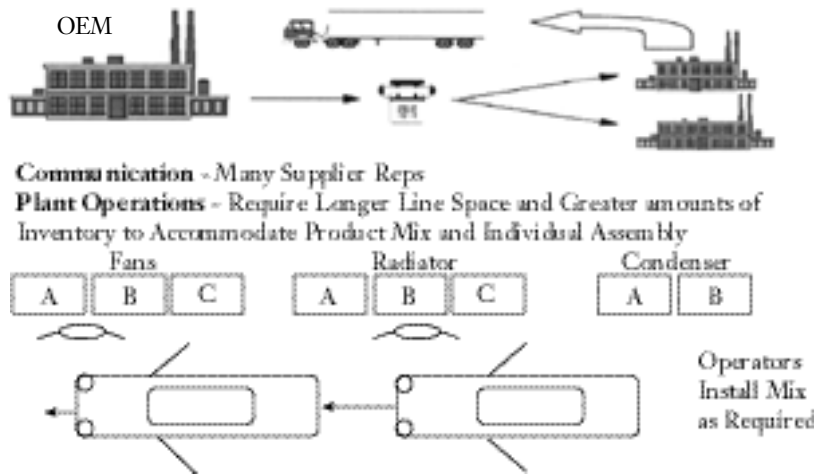 OEM
Communication - Many Supplier Reps
Plant Operations - Require Longer Line Space and Greater amounts of
Inventory to Accommodate Product Mix and Individual Assembly
Fans Radiator Condenser
A B C A B C A B
Operators
Install Mix
as Required